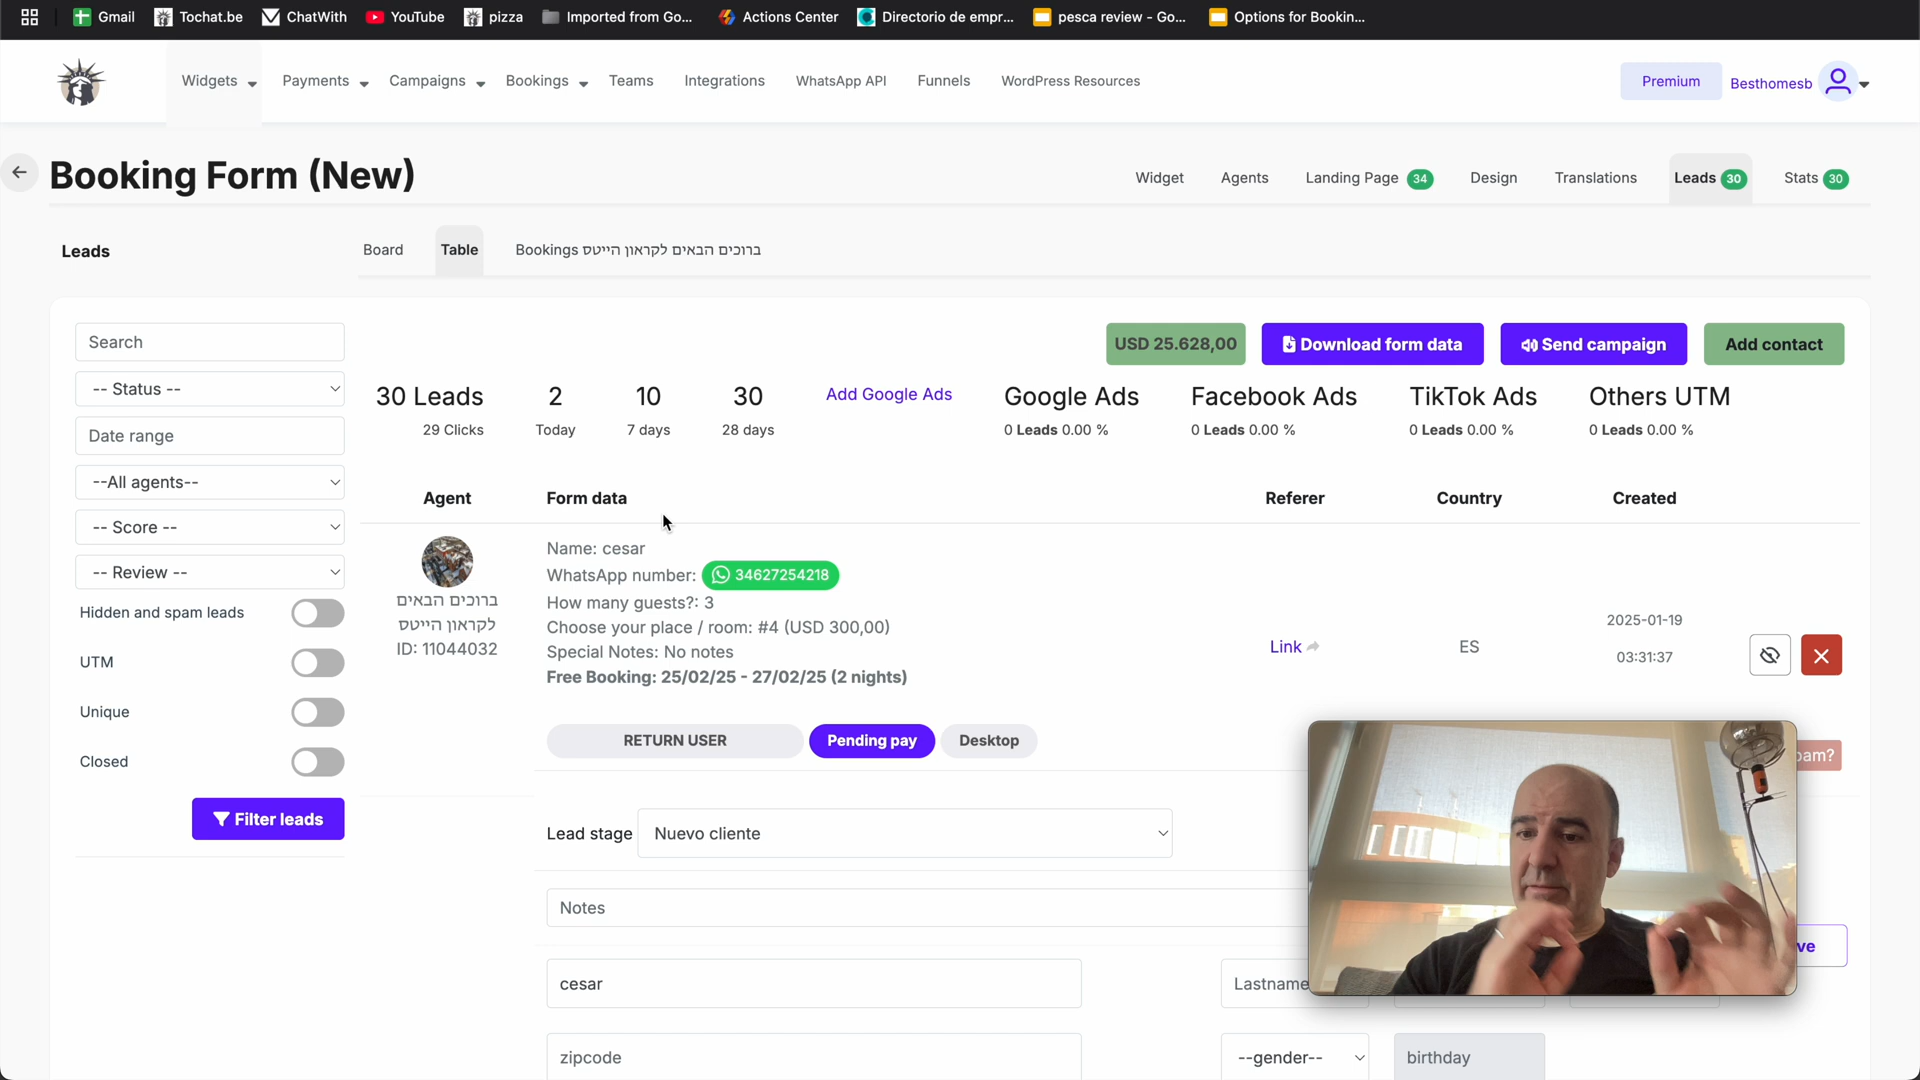 Gmail
Tochat.be
ChatWith
YouTube
pizza
Imported from Go...
Actions Center
Directorio de empr...
pesca review - Go...
Options for Bookin...
Widgets
Payments
Campaigns
Bookings
Teams
Integrations
WhatsApp API
Funnels
WordPress Resources
Premium
Besthomesb
Booking Form (New)
Widget
Agents
Landing Page 34
Design
Translations
Leads 30
Stats 30
Leads
Board
Table
Bookings ברוכים הבאים לקראון הייטס
Search
-- Status --
Date range
--All agents--
-- Score --
-- Review --
Hidden and spam leads
UTM
Unique
Closed
Filter leads
USD 25.628,00
Download form data
Send campaign
Add contact
30 Leads
29 Clicks
2
Today
10
7 days
30
28 days
Add Google Ads
Google Ads
0 Leads 0.00 %
Facebook Ads
0 Leads 0.00 %
TikTok Ads
0 Leads 0.00 %
Others UTM
0 Leads 0.00 %
Agent
Form data
Referer
Country
Created
ברוכים הבאים
לקראון הייטס
ID: 11044032
Name: cesar
WhatsApp number: 34627254218
How many guests?: 3
Choose your place / room: #4 (USD 300,00)
Special Notes: No notes
Free Booking: 25/02/25 - 27/02/25 (2 nights)
Link
ES
2025-01-19
03:31:37
RETURN USER
Pending pay
Desktop
Lead stage
Nuevo cliente
Notes
cesar
Lastname
zipcode
--gender--
birthday